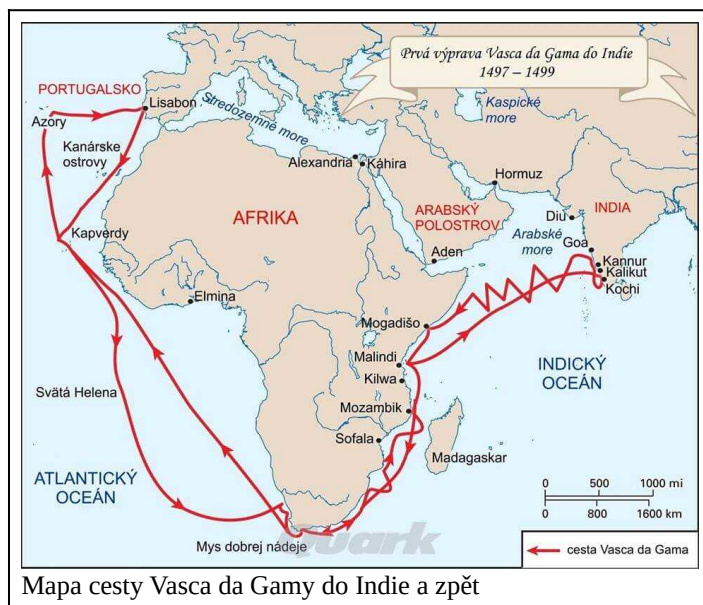 Prvá výprava Vasca da Gama do Indie
1497 – 1499
PORTUGALSKO
Lisabon
Azory
Stredozemné more
Kaspické
more
Kanárske
ostrovy
Alexandria
Káhira
Hormuz
AFRIKA
ARABSKÝ
POLOSTROV
INDIA
Diu
Kapverdy
Arabské
more
Goa
Aden
Kannur
Kalikut
Kochi
Elmina
Mogadišo
Malindi
INDICKÝ
OCEÁN
Kilwa
Svätá Helena
Mozambik
Sofala
Madagaskar
ATLANTICKÝ
OCEÁN
0 500 1000 mi
0 800 1600 km
Mys dobrej nádeje
Quark
cesta Vasca da Gama
Mapa cesty Vasca da Gamy do Indie a zpět